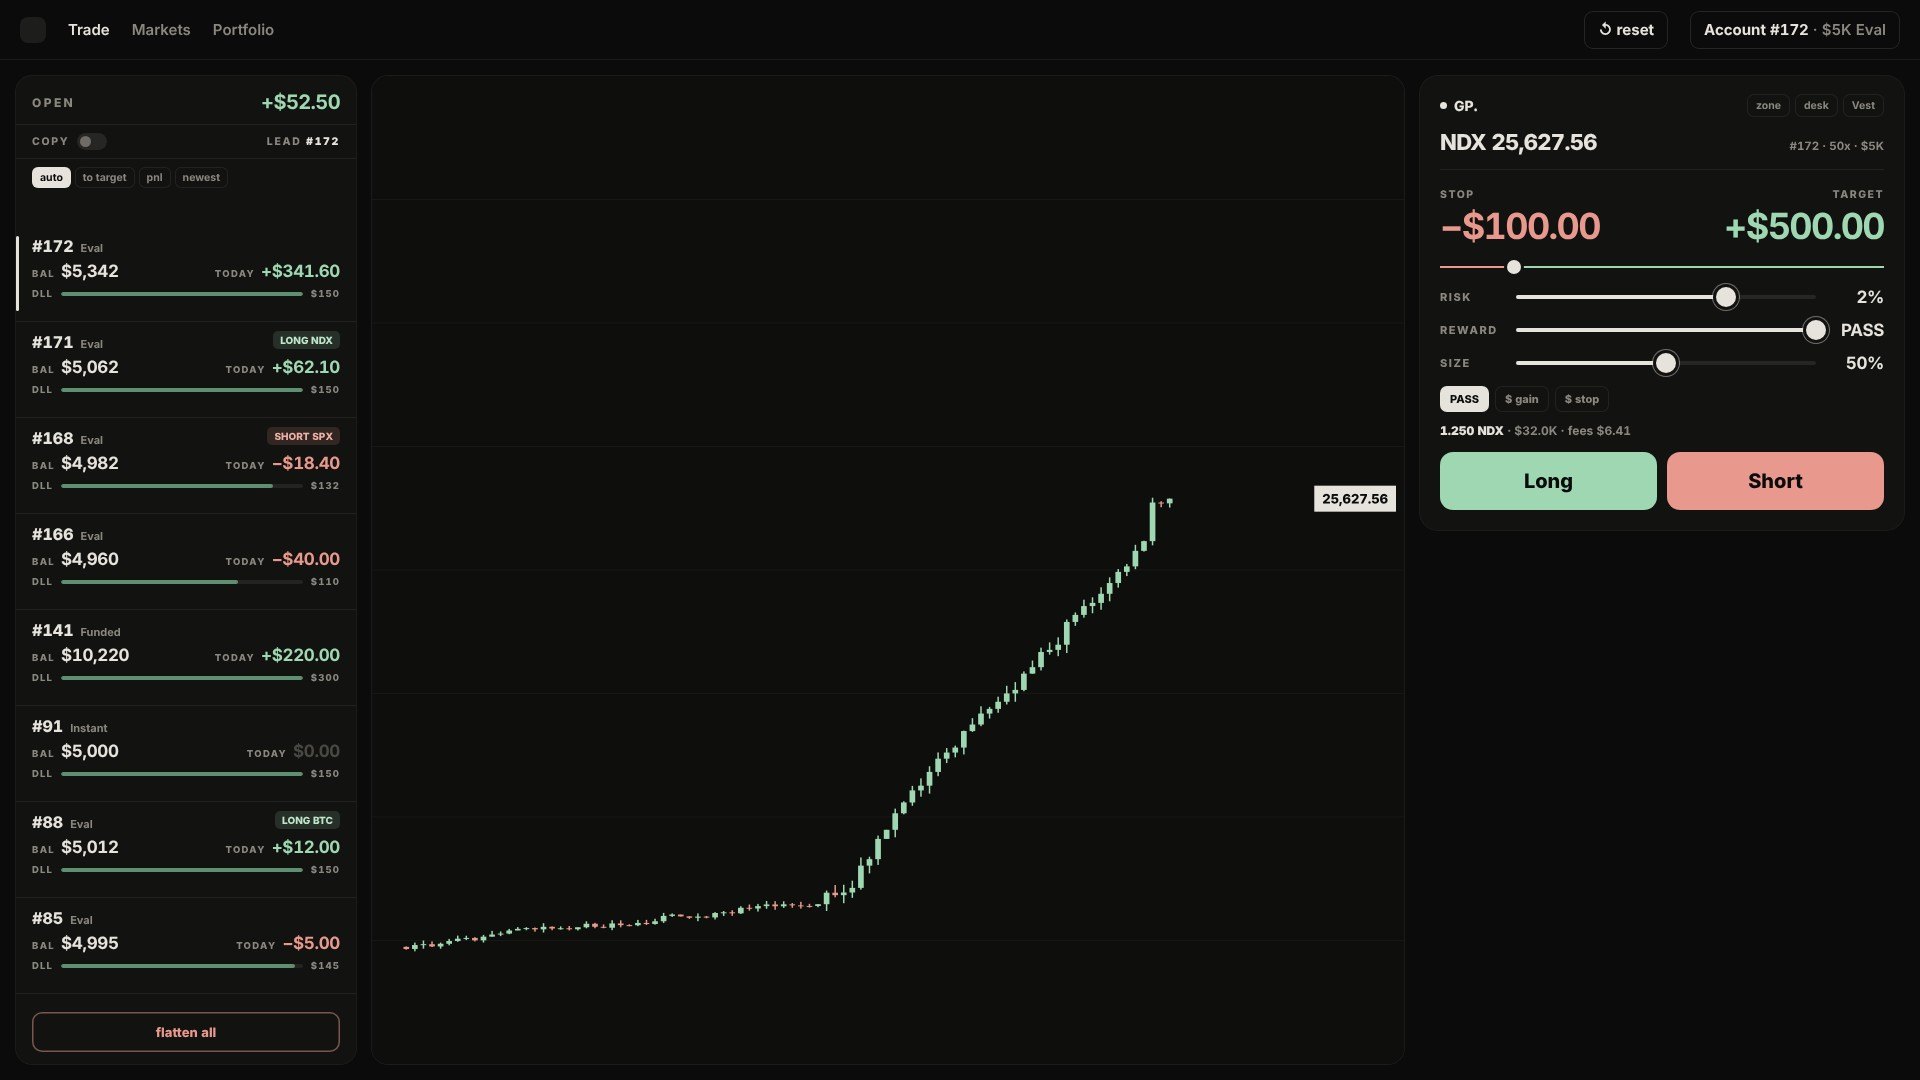 Trade Markets Portfolio
↺ reset
Account #172 · $5K Eval
OPEN +$52.50
COPY LEAD #172
auto to target pnl newest
#172 Eval
BAL $5,342 TODAY +$341.60
DLL $150
#171 Eval LONG NDX
BAL $5,062 TODAY +$62.10
DLL $150
#168 Eval SHORT SPX
BAL $4,982 TODAY −$18.40
DLL $132
#166 Eval
BAL $4,960 TODAY −$40.00
DLL $110
#141 Funded
BAL $10,220 TODAY +$220.00
DLL $300
#91 Instant
BAL $5,000 TODAY $0.00
DLL $150
#88 Eval LONG BTC
BAL $5,012 TODAY +$12.00
DLL $150
#85 Eval
BAL $4,995 TODAY −$5.00
DLL $145
flatten all
25,627.56
GP. zone desk Vest
NDX 25,627.56 #172 · 50x · $5K
STOP TARGET
−$100.00 +$500.00
RISK 2%
REWARD PASS
SIZE 50%
PASS $ gain $ stop
1.250 NDX · $32.0K · fees $6.41
Long Short